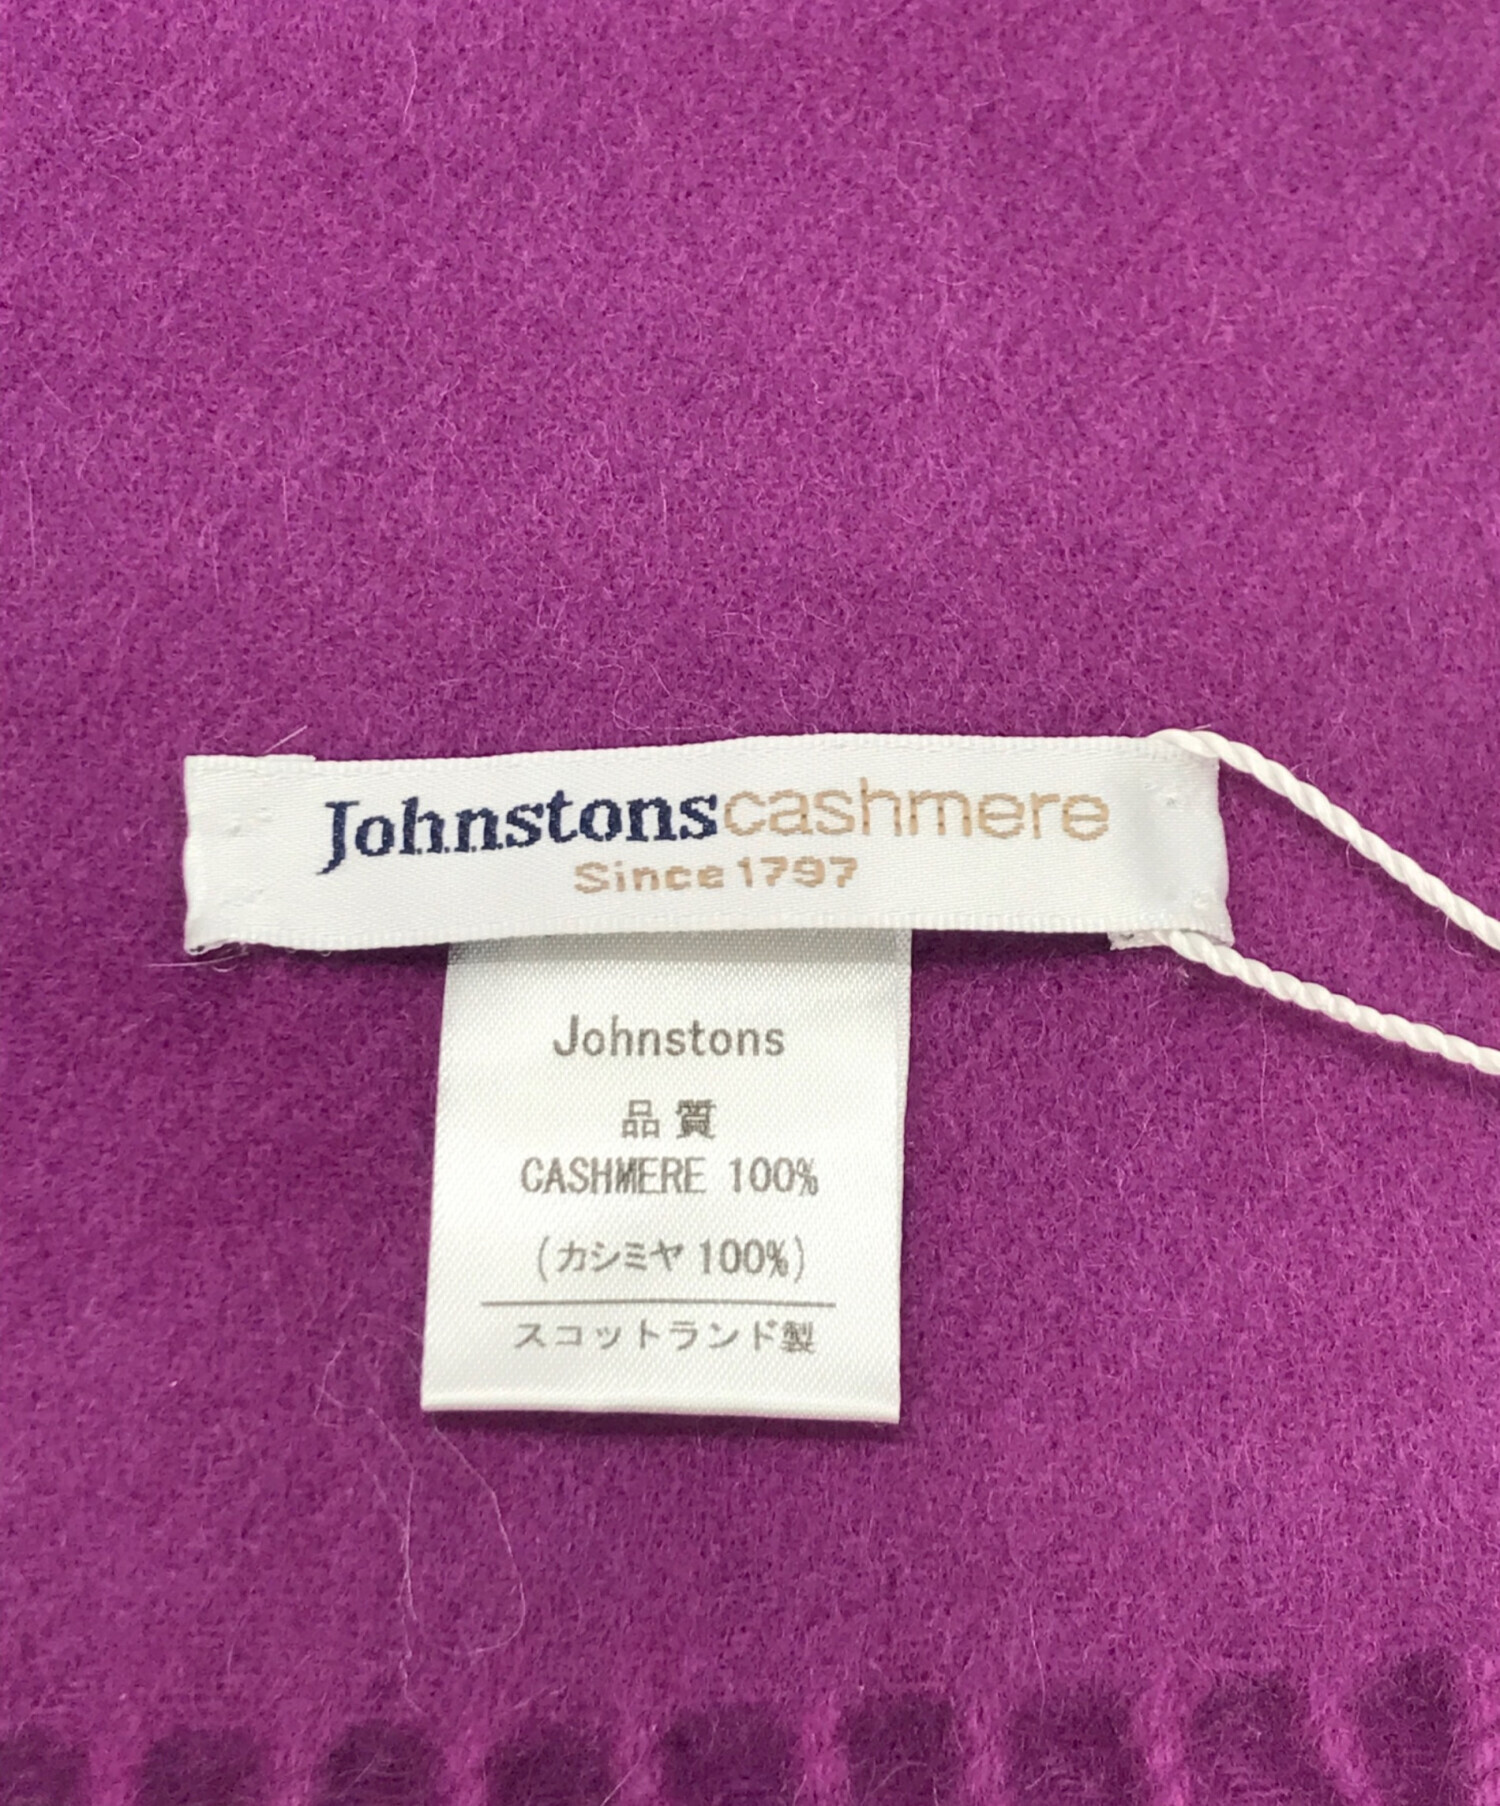 Johnstonscashmere
Since 1797
Johnstons
品質
CASHMERE 100%
(カシミヤ 100%)
スコットランド製